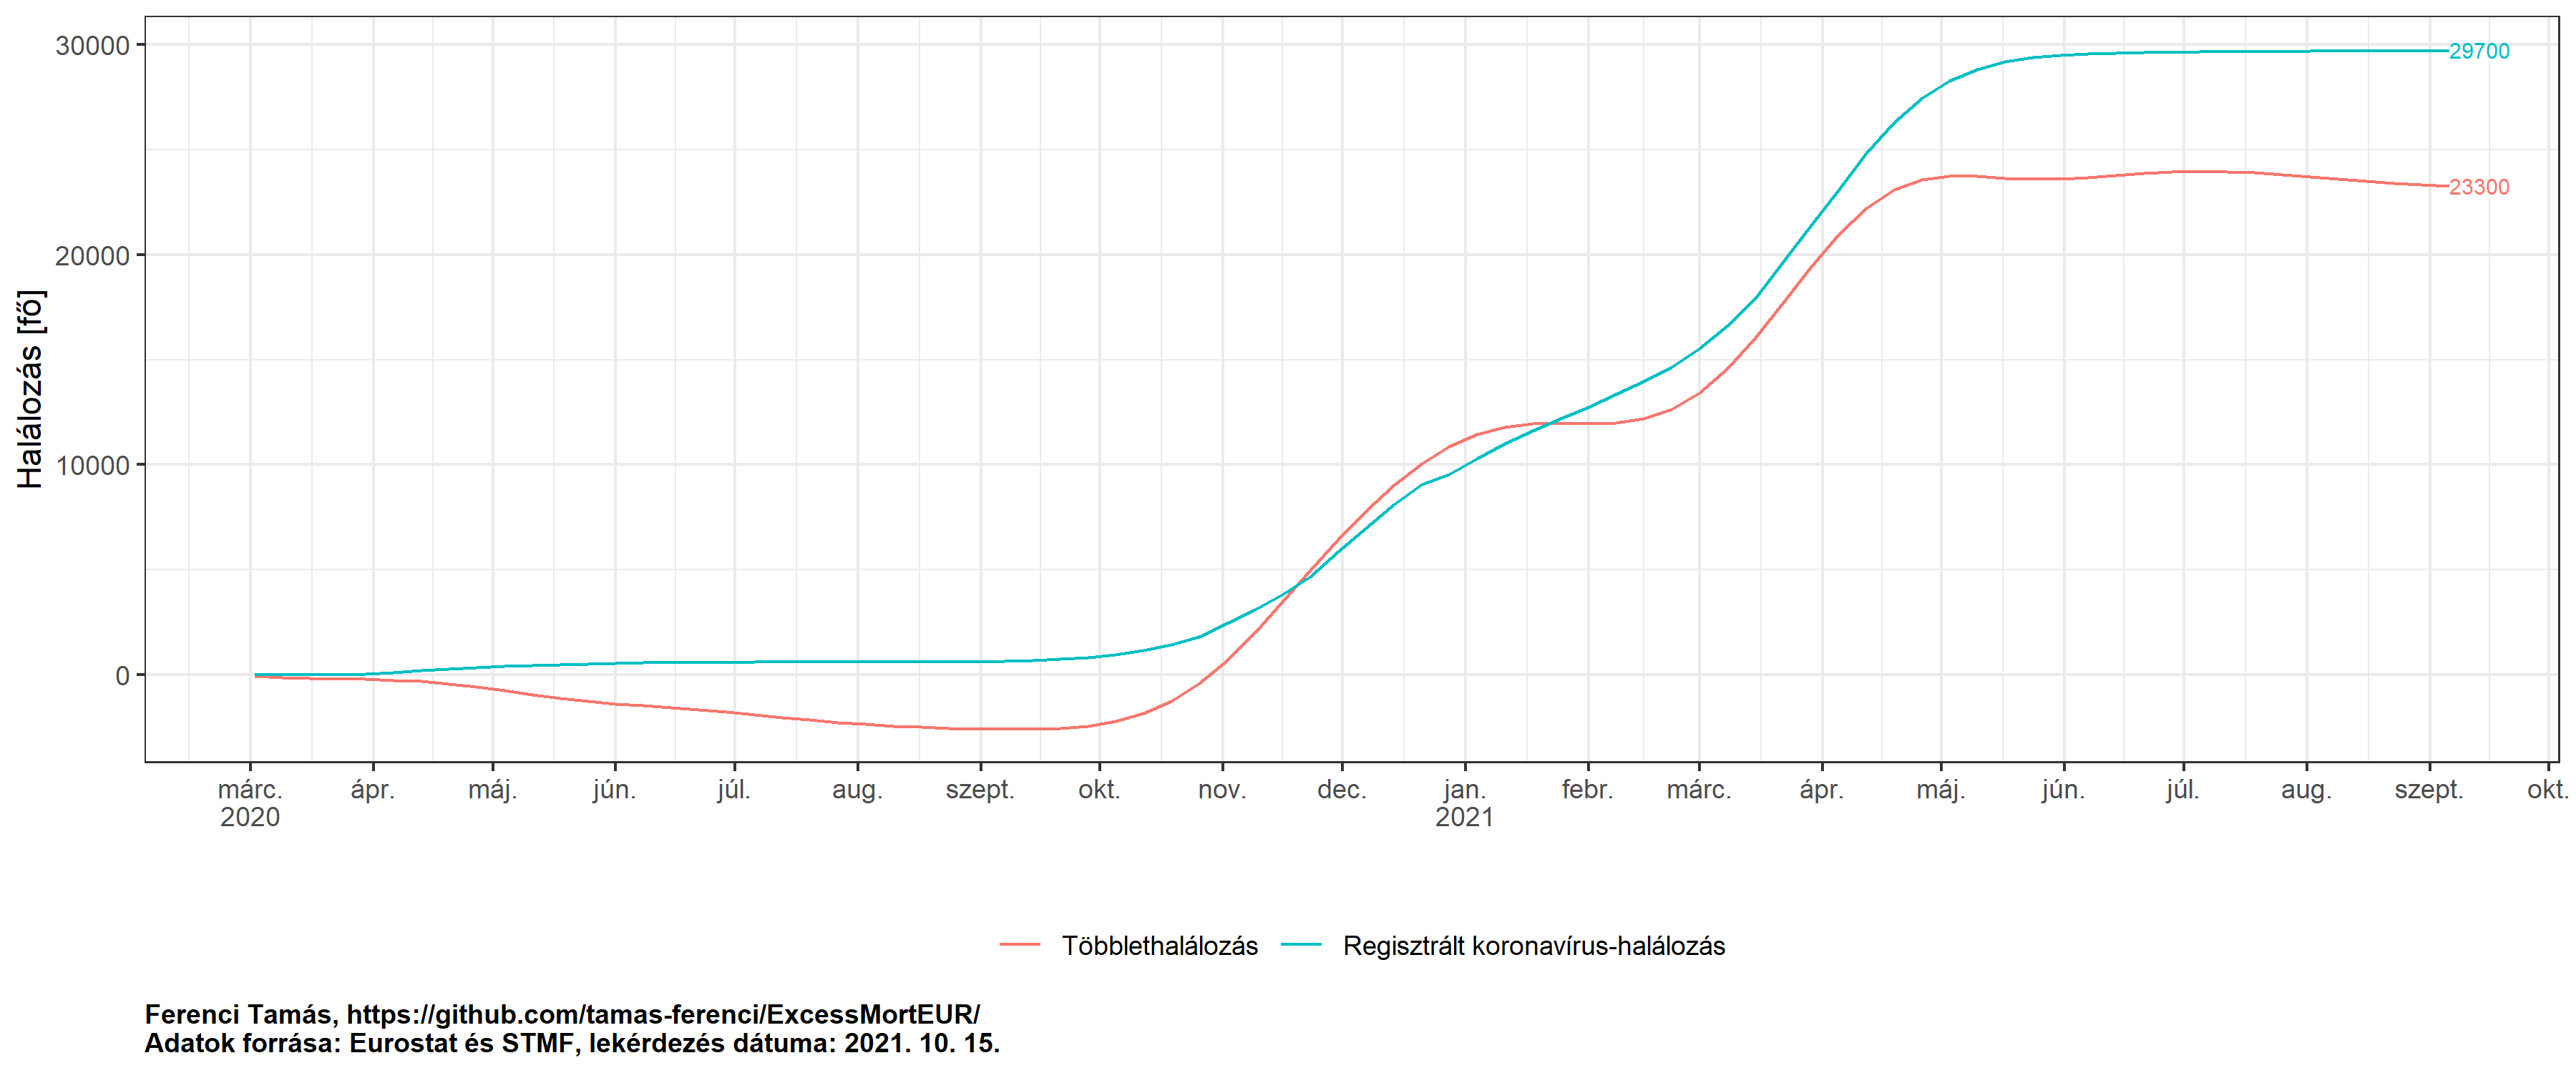 30000
20000
10000
0
Halálozás [fő]
29700
23300
márc. ápr. máj. jún. júl. aug. szept. okt. nov. dec. jan. febr. márc. ápr. máj. jún. júl. aug. szept. okt.
2020 2021
Többlethalálozás Regisztrált koronavírus-halálozás
Ferenci Tamás, https://github.com/tamas-ferenci/ExcessMortEUR/
Adatok forrása: Eurostat és STMF, lekérdezés dátuma: 2021. 10. 15.